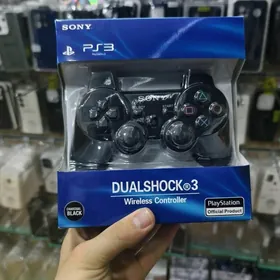 SONY
PS3
SONY
DUALSHOCK®3
Wireless Controller
BLACK
PlayStation
Official Product